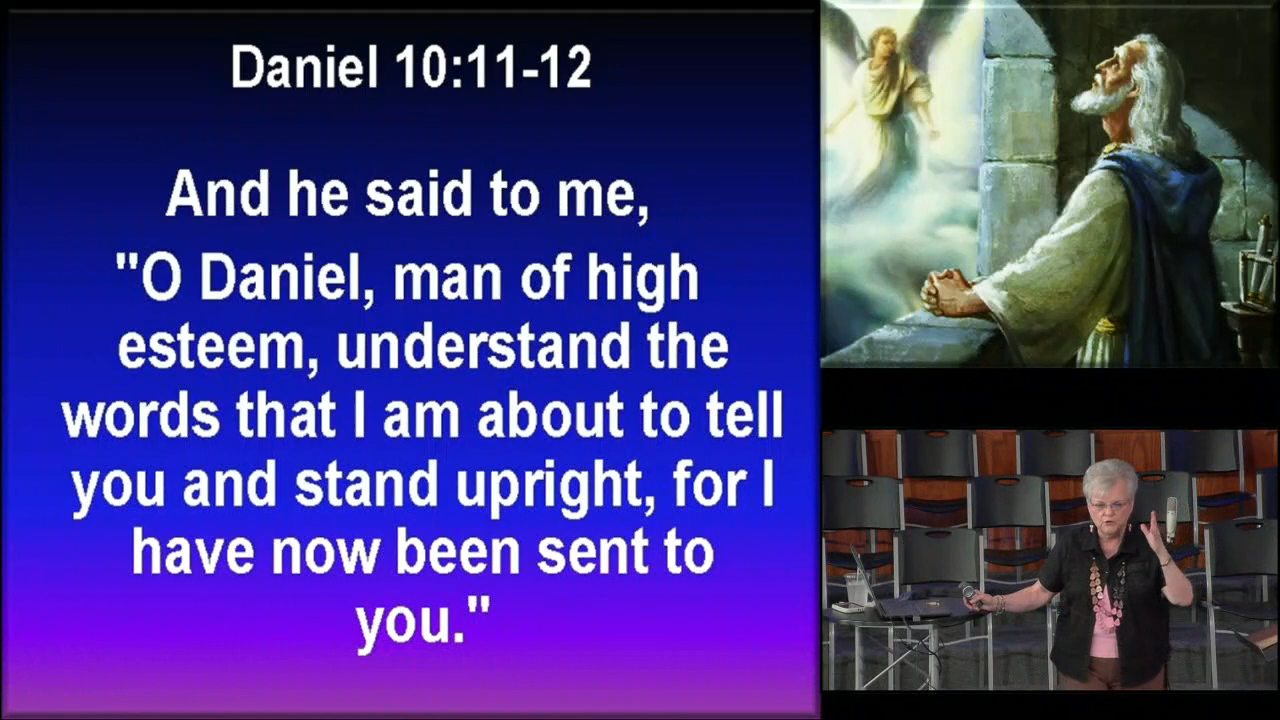 Daniel 10:11-12
And he said to me,
"O Daniel, man of high
esteem, understand the
words that I am about to tell
you and stand upright, for I
have now been sent to
you."